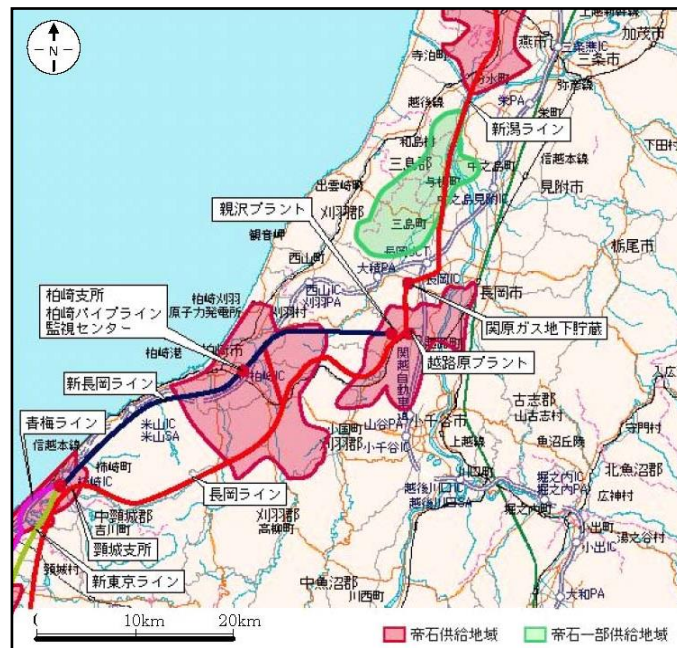 N
上越新幹線
加茂市
燕市
三条燕IC
三条市
寺泊町
分水町
弥彦線
越後線
栄PA
栄町
新潟ライン
和島村
下田村
三島郡
中之島町
信越本線
与板町
見附市
出雲崎町
中之島見附IC
親沢プラント
刈羽郡
三島町
栃尾市
観音岬
長岡JCT
西山町
大積PA
柏崎支所
柏崎パイプライン
監視センター
西山IC
刈羽PA
長岡IC
長岡市
柏崎刈羽
原子力発電所
刈羽村
関原ガス地下貯蔵
柏崎港
柏崎市
越路町
越路原プラント
新長岡ライン
柏崎IC
関越自動車道
古志郡
山古志村
青梅ライン
米山IC
米山SA
小国町
刈羽郡
山谷PA
小千谷市
小千谷IC
上越線
魚沼丘陵
守門村
信越本線
柿崎町
柿崎IC
川口町
堀之内IC
堀之内PA
北魚沼郡
広神村
長岡ライン
越後川口IC
越後川口SA
中頸城郡
吉川町
刈羽郡
高柳町
堀之内町
小出町
湯之谷村
頸城支所
小出IC
頸城村
新東京ライン
中魚沼郡
川西町
大和PA
0
10km
20km
帝石供給地域
帝石一部供給地域